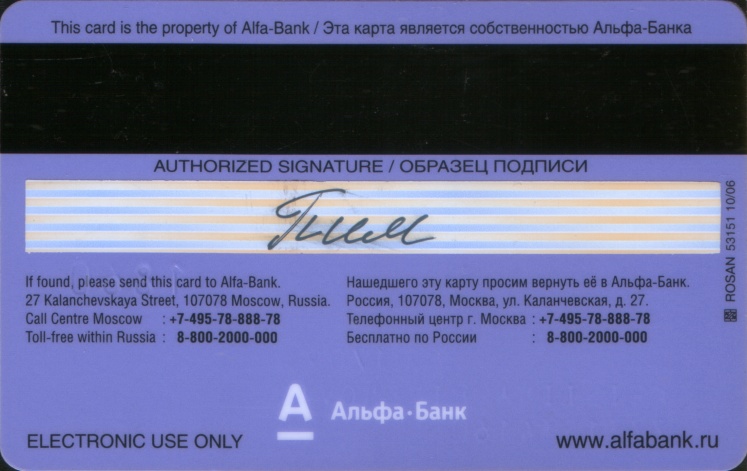 This card is the property of Alfa-Bank / Эта карта является собственностью Альфа-Банка
AUTHORIZED SIGNATURE / ОБРАЗЕЦ ПОДПИСИ
If found, please send this card to Alfa-Bank.
27 Kalanchevskaya Street, 107078 Moscow, Russia.
Call Centre Moscow : +7-495-78-888-78
Toll-free within Russia : 8-800-2000-000
Нашедшего эту карту просим вернуть её в Альфа-Банк.
Россия, 107078, Москва, ул. Каланчевская, д. 27.
Телефонный центр г. Москва : +7-495-78-888-78
Бесплатно по России : 8-800-2000-000
ROSAN 53151 10/06
А Альфа·Банк
ELECTRONIC USE ONLY
www.alfabank.ru